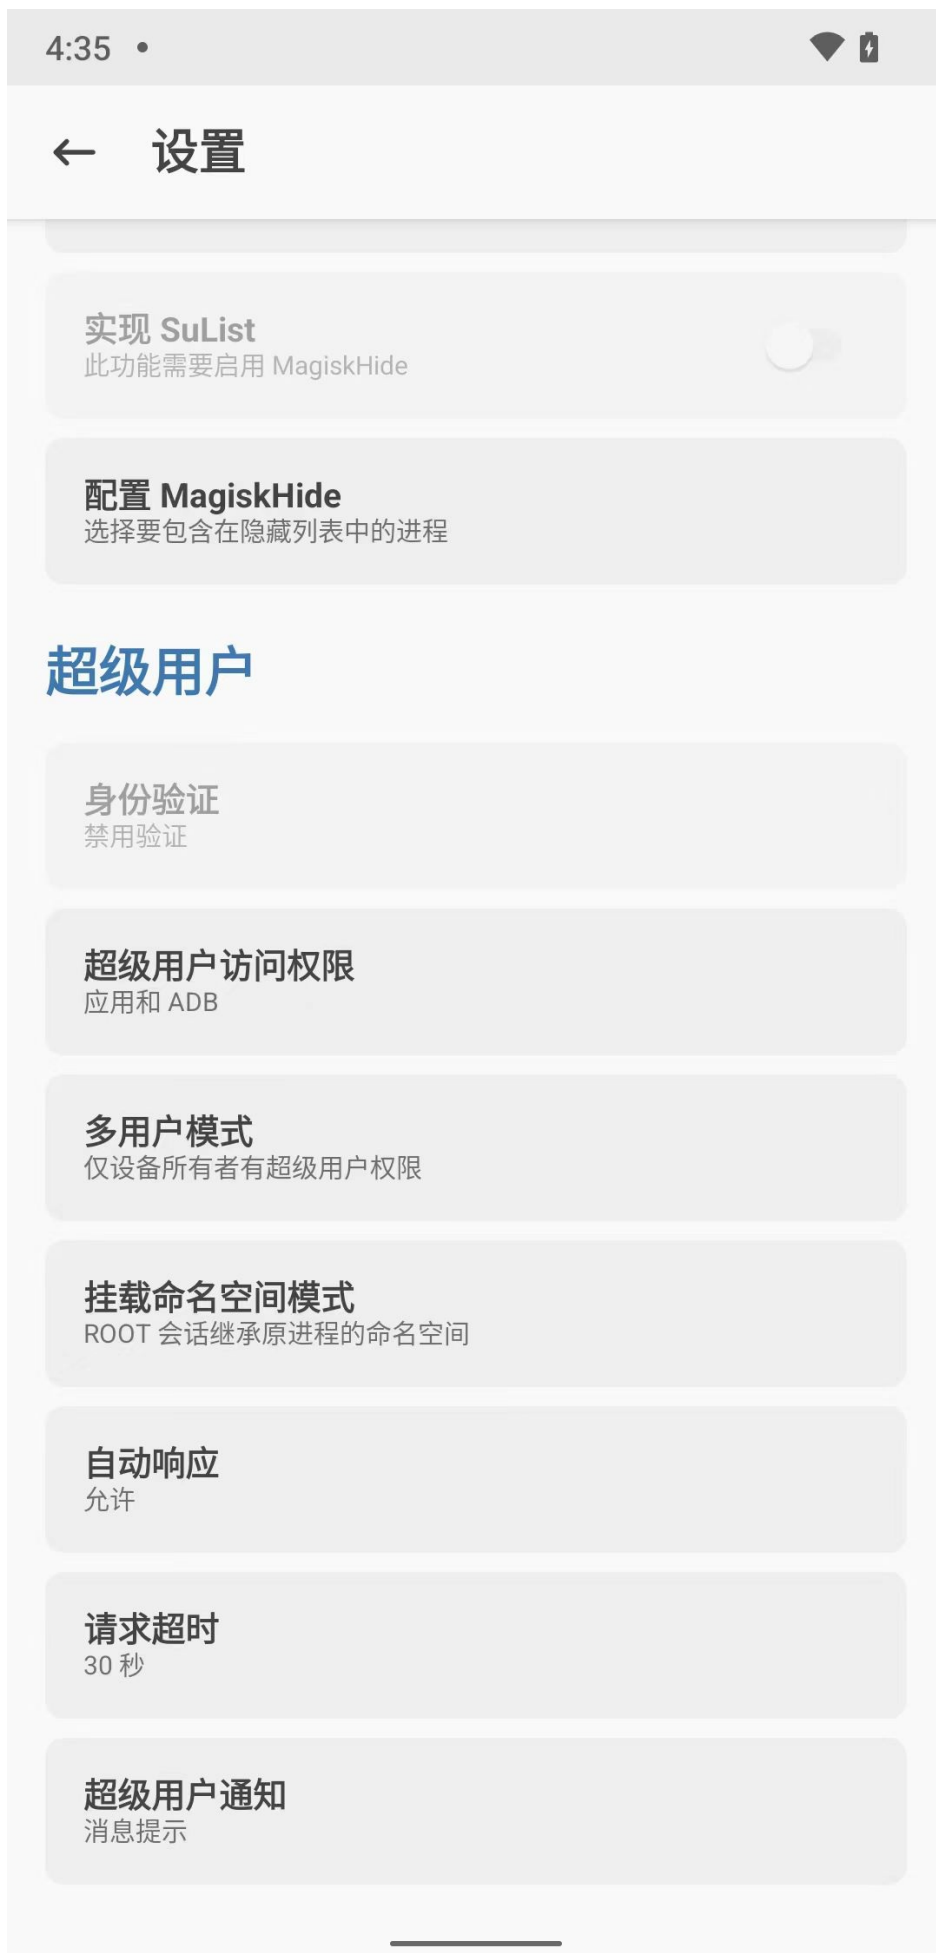 4:35
设置
实现 SuList
此功能需要启用 MagiskHide
配置 MagiskHide
选择要包含在隐藏列表中的进程
超级用户
身份验证
禁用验证
超级用户访问权限
应用和 ADB
多用户模式
仅设备所有者有超级用户权限
挂载命名空间模式
ROOT 会话继承原进程的命名空间
自动响应
允许
请求超时
30 秒
超级用户通知
消息提示